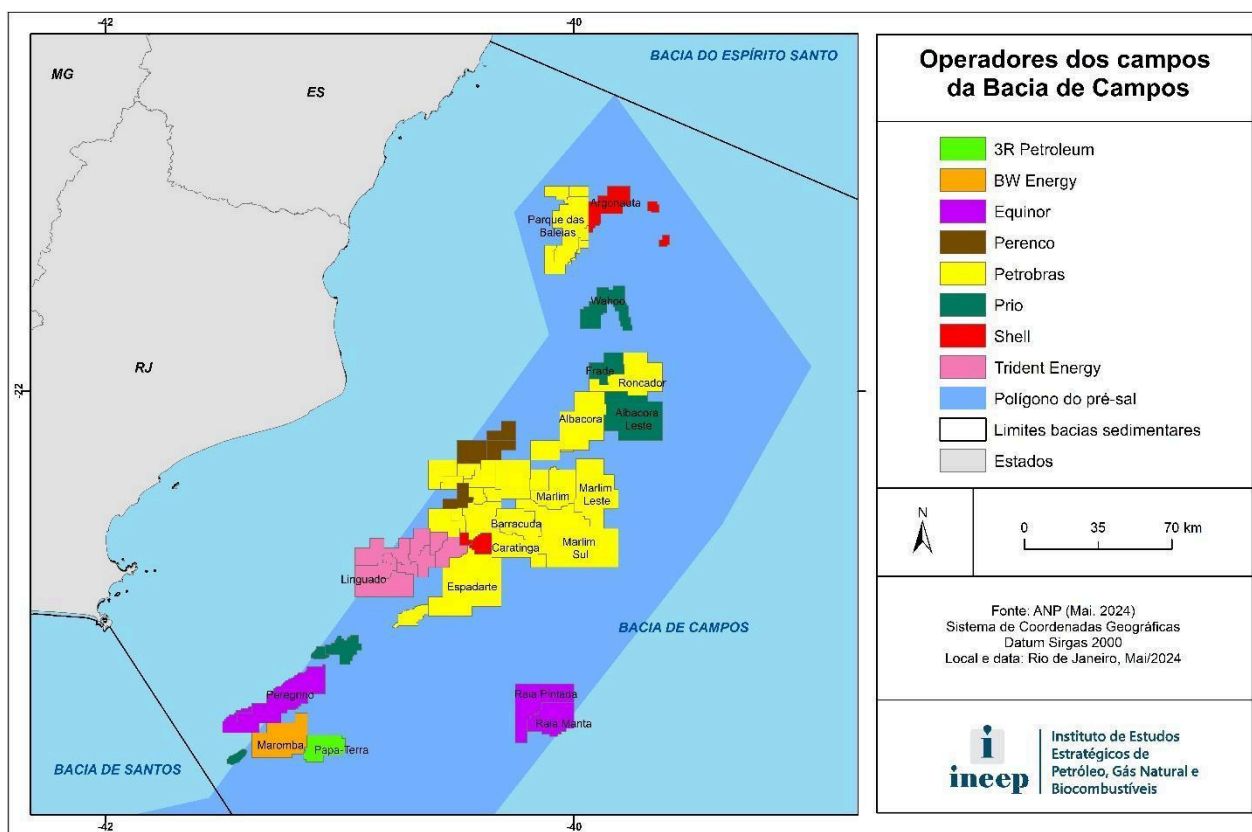 -42
-40
MG
ES
BACIA DO ESPÍRITO SANTO
Argonauta
Parque das
Baleias
Wahoo
RJ
-22
-22
Frade
Roncador
Albacora
Albacora
Leste
Marlim
Marlim
Leste
Barracuda
Caratinga
Marlim
Sul
Linguado
Espadarte
BACIA DE CAMPOS
Peregrino
Raia Pintada
Raia Manta
Maromba
Papa-Terra
BACIA DE SANTOS
-42
-40
Operadores dos campos
da Bacia de Campos
3R Petroleum
BW Energy
Equinor
Perenco
Petrobras
Prio
Shell
Trident Energy
Polígono do pré-sal
Limites bacias sedimentares
Estados
N
0 35 70 km
Fonte: ANP (Mai. 2024)
Sistema de Coordenadas Geográficas
Datum Sirgas 2000
Local e data: Rio de Janeiro, Mai/2024
i
ineep
Instituto de Estudos
Estratégicos de
Petróleo, Gás Natural e
Biocombustíveis